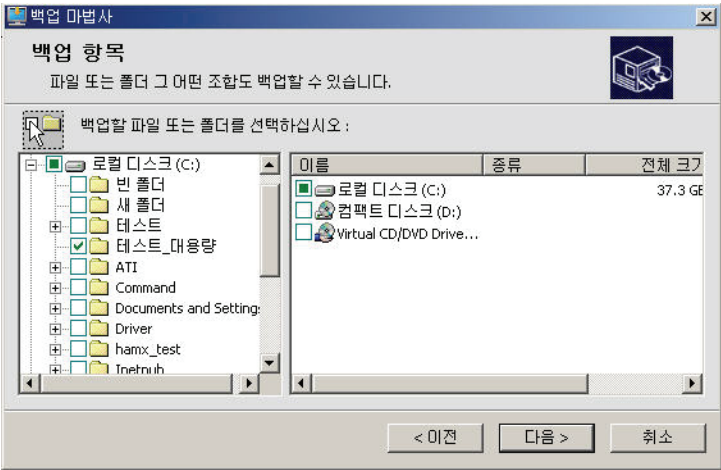 백업 마법사
백업 항목
파일 또는 폴더 그 어떤 조합도 백업할 수 있습니다.
백업할 파일 또는 폴더를 선택하십시오 :
로컬 디스크 (C:)
빈 폴더
새 폴더
테스트
테스트_대용량
ATI
Command
Documents and Setting
Driver
hamx_test
Inetpub
이름 종류 전체 크기
로컬 디스크 (C:) 37.3 GB
컴팩트 디스크 (D:)
Virtual CD/DVD Drive...
< 이전 다음 > 취소